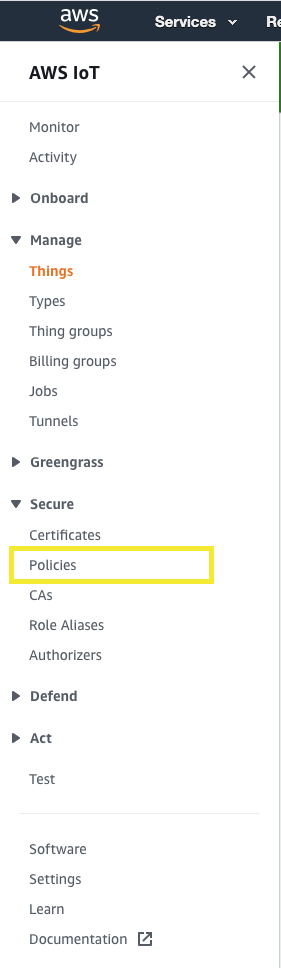 aws
Services
Re
AWS IoT
Monitor
Activity
Onboard
Manage
Things
Types
Thing groups
Billing groups
Jobs
Tunnels
Greengrass
Secure
Certificates
Policies
CAs
Role Aliases
Authorizers
Defend
Act
Test
Software
Settings
Learn
Documentation